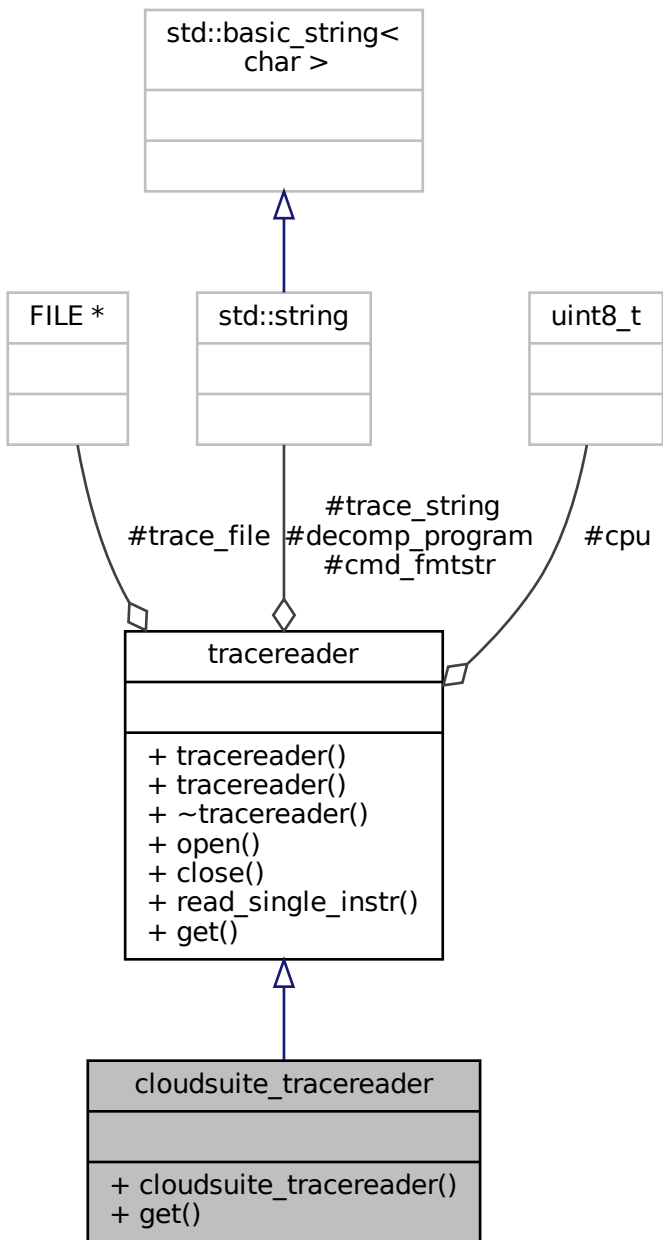 std::basic_string<
char >
FILE *
std::string
uint8_t
#trace_file
#trace_string
#decomp_program
#cmd_fmtstr
#cpu
tracereader
+ tracereader()
+ tracereader()
+ ~tracereader()
+ open()
+ close()
+ read_single_instr()
+ get()
cloudsuite_tracereader
+ cloudsuite_tracereader()
+ get()